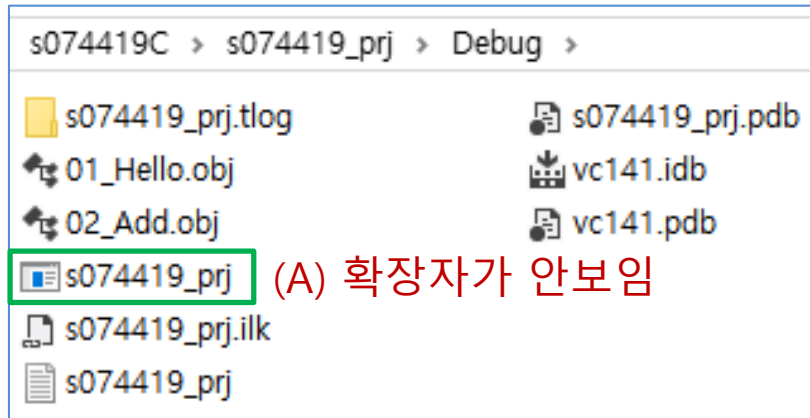 s074419C > s074419_prj > Debug >
s074419_prj.tlog
01_Hello.obj
02_Add.obj
s074419_prj (A) 확장자가 안보임
s074419_prj.ilk
s074419_prj
s074419_prj.pdb
vc141.idb
vc141.pdb